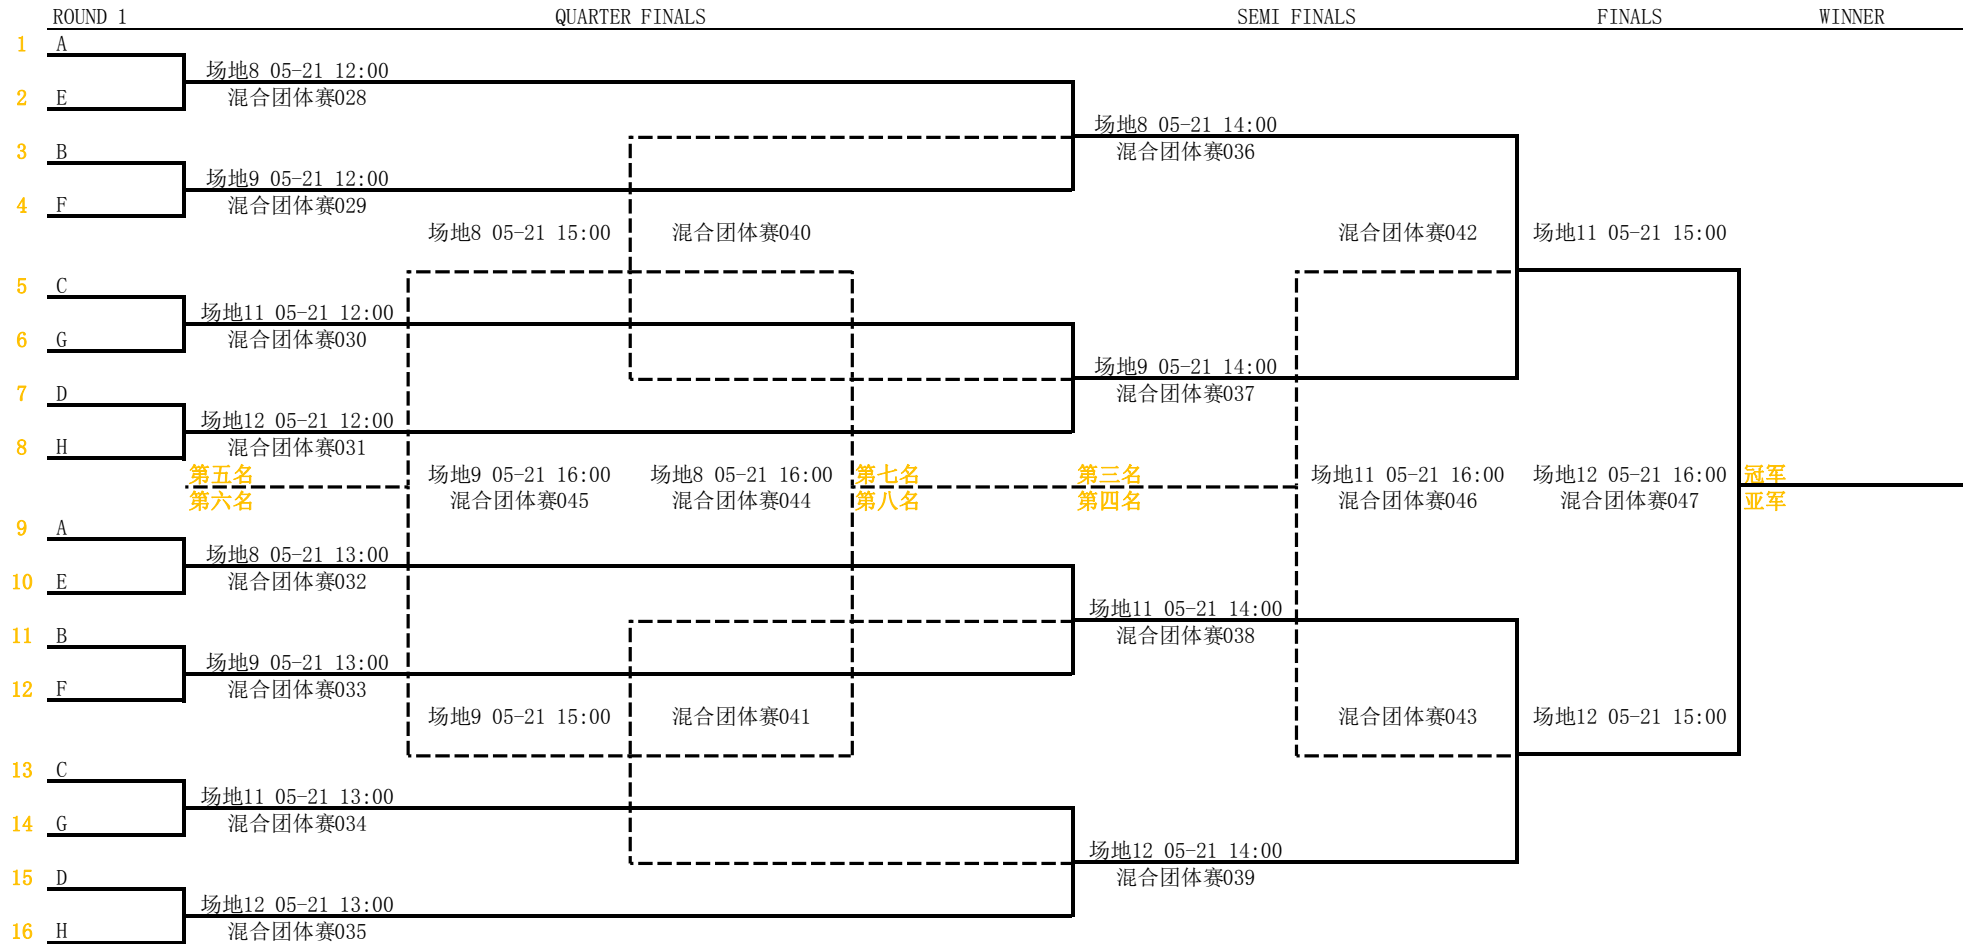 ROUND 1 QUARTER FINALS SEMI FINALS FINALS WINNER
1 A
场地8 05-21 12:00
2 E 混合团体赛028
场地8 05-21 14:00
3 B 混合团体赛036
场地9 05-21 12:00
4 F 混合团体赛029
场地8 05-21 15:00 混合团体赛040 混合团体赛042 场地11 05-21 15:00
5 C
场地11 05-21 12:00
6 G 混合团体赛030
场地9 05-21 14:00
7 D 混合团体赛037
场地12 05-21 12:00
8 H 混合团体赛031
第五名 场地9 05-21 16:00 场地8 05-21 16:00 第七名 第三名 场地11 05-21 16:00 场地12 05-21 16:00 冠军
第六名 混合团体赛045 混合团体赛044 第八名 第四名 混合团体赛046 混合团体赛047 亚军
9 A
场地8 05-21 13:00
10 E 混合团体赛032
场地11 05-21 14:00
11 B 混合团体赛038
场地9 05-21 13:00
12 F 混合团体赛033
场地9 05-21 15:00 混合团体赛041 混合团体赛043 场地12 05-21 15:00
13 C
场地11 05-21 13:00
14 G 混合团体赛034
场地12 05-21 14:00
15 D 混合团体赛039
场地12 05-21 13:00
16 H 混合团体赛035